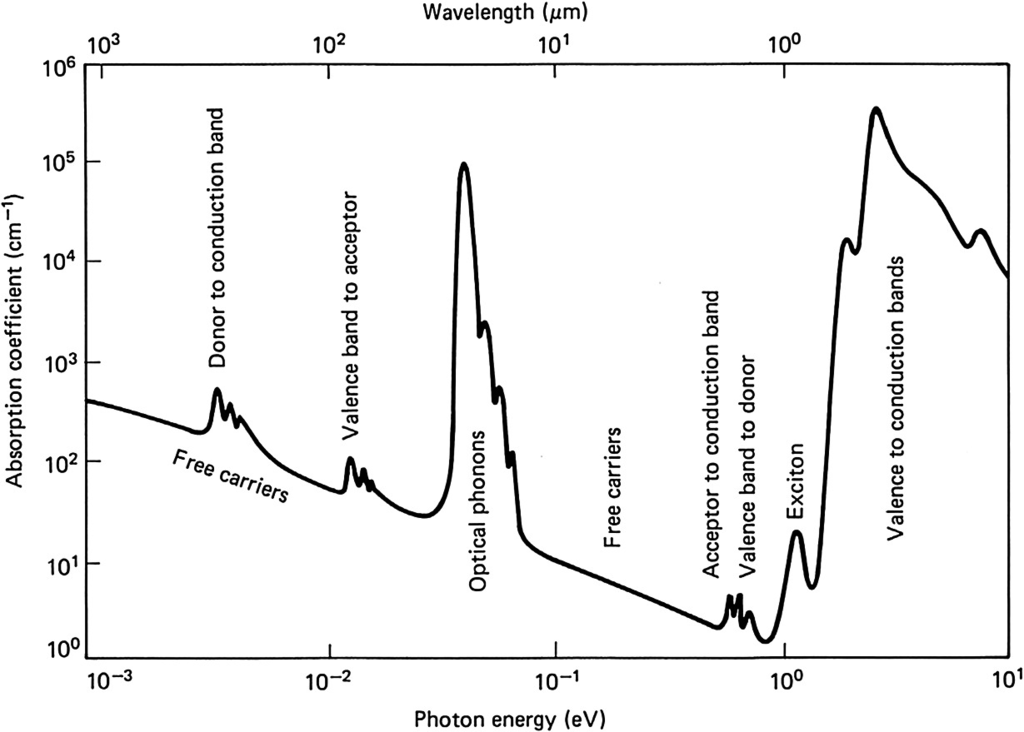 Wavelength (μm)
10³ 10² 10¹ 10⁰
Absorption coefficient (cm⁻¹)
10⁶
10⁵
10⁴
10³
10²
10¹
10⁰
Donor to conduction band
Free carriers
Valence band to acceptor
Optical phonons
Free carriers
Acceptor to conduction band
Valence band to donor
Exciton
Valence to conduction bands
10⁻³ 10⁻² 10⁻¹ 10⁰ 10¹
Photon energy (eV)